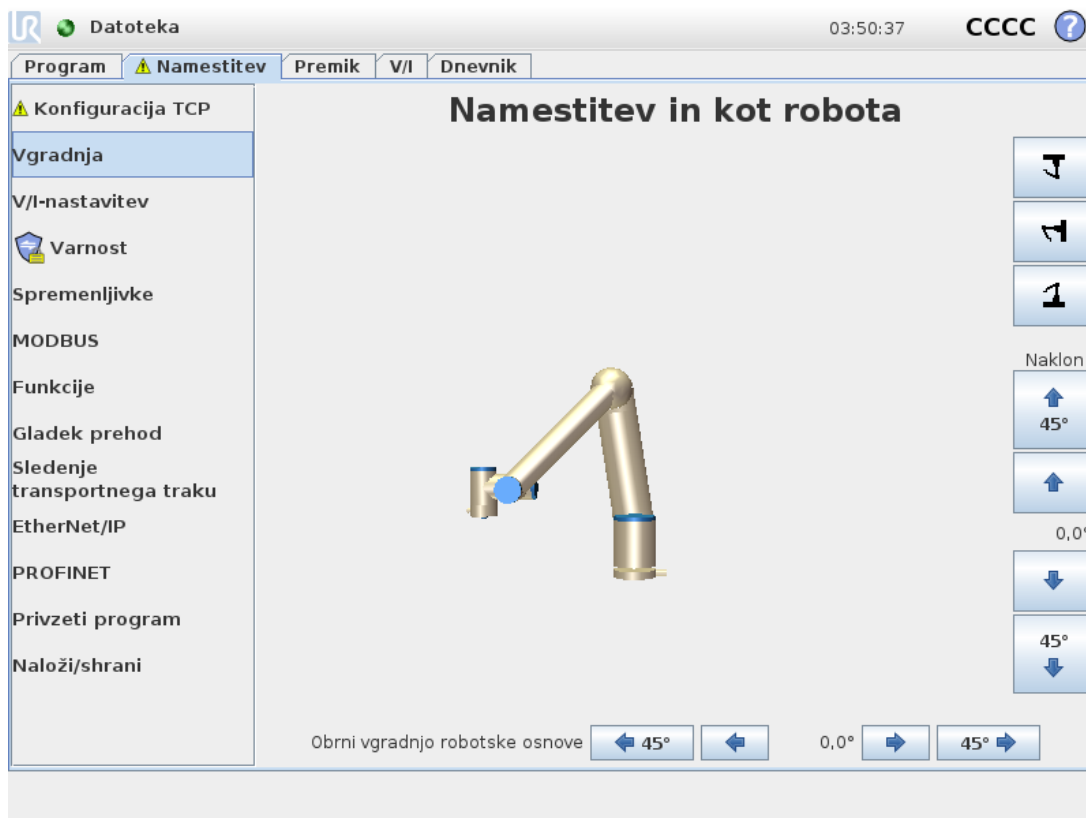 UR Datoteka 03:50:37 CCCC ?
Program Namestitev Premik V/I Dnevnik
Konfiguracija TCP
Vgradnja
V/I-nastavitev
Varnost
Spremenljivke
MODBUS
Funkcije
Gladek prehod
Sledenje
transportnega traku
EtherNet/IP
PROFINET
Privzeti program
Naloži/shrani
Namestitev in kot robota
Naklon
45°
0,0°
45°
Obrni vgradnjo robotske osnove 45° 0,0° 45°